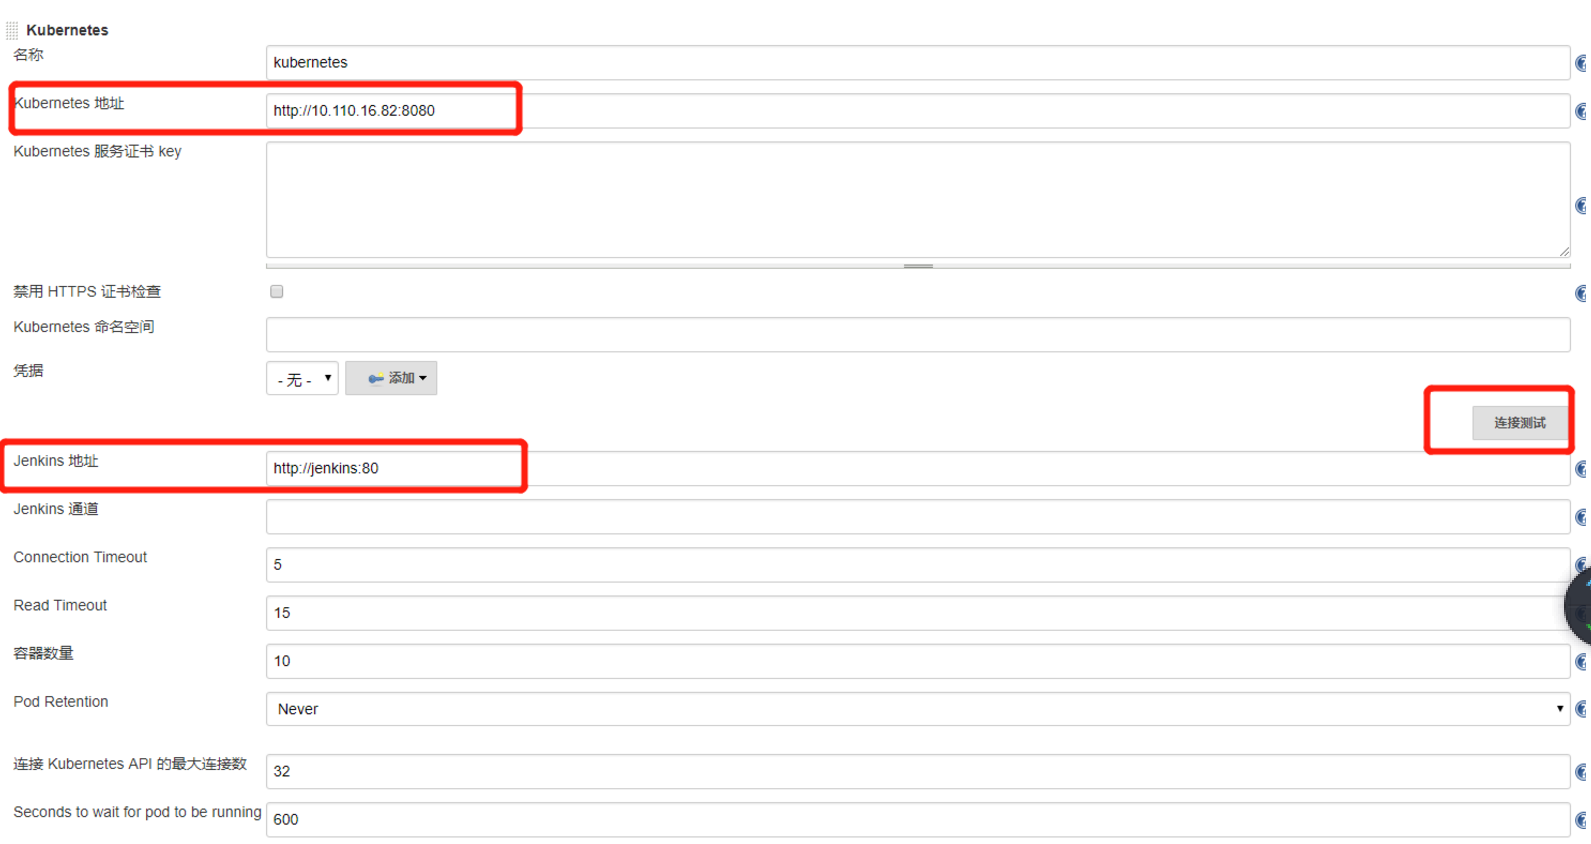 Kubernetes
名称
kubernetes
Kubernetes 地址
http://10.110.16.82:8080
Kubernetes 服务证书 key
禁用 HTTPS 证书检查
Kubernetes 命名空间
凭据
- 无 -
添加
连接测试
Jenkins 地址
http://jenkins:80
Jenkins 通道
Connection Timeout
5
Read Timeout
15
容器数量
10
Pod Retention
Never
连接 Kubernetes API 的最大连接数
32
Seconds to wait for pod to be running
600